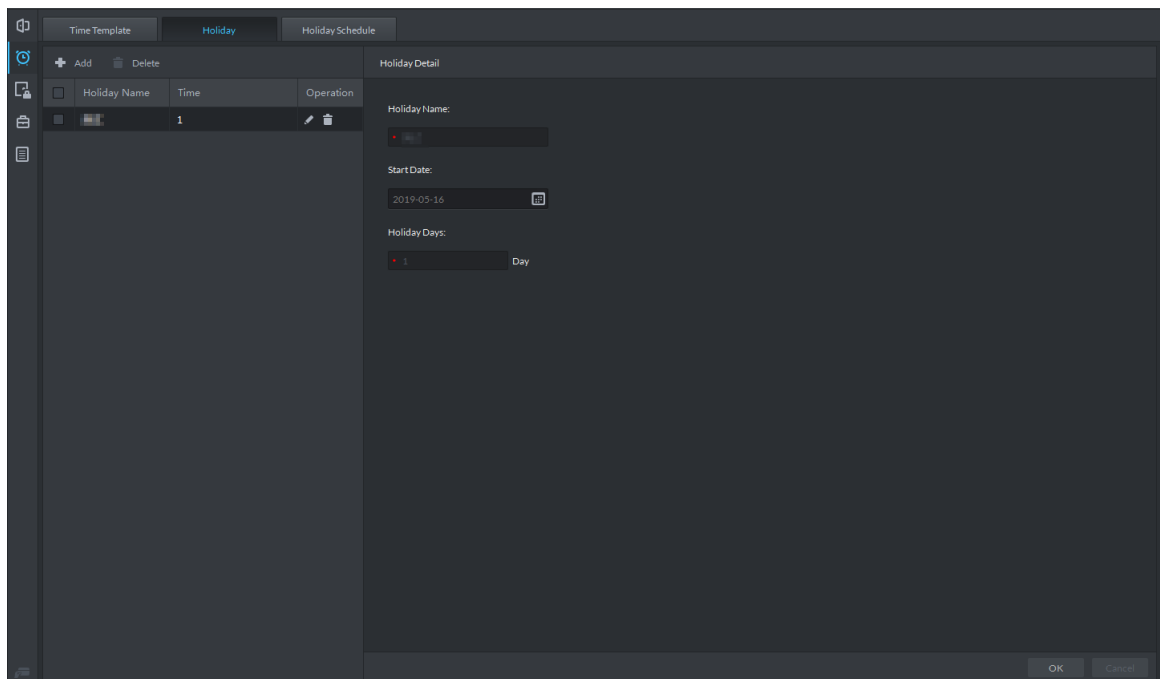 Time Template Holiday Holiday Schedule
Add Delete
Holiday Detail
Holiday Name Time Operation
1
Holiday Name:
*
Start Date:
2019-05-16
Holiday Days:
* 1 Day
OK Cancel